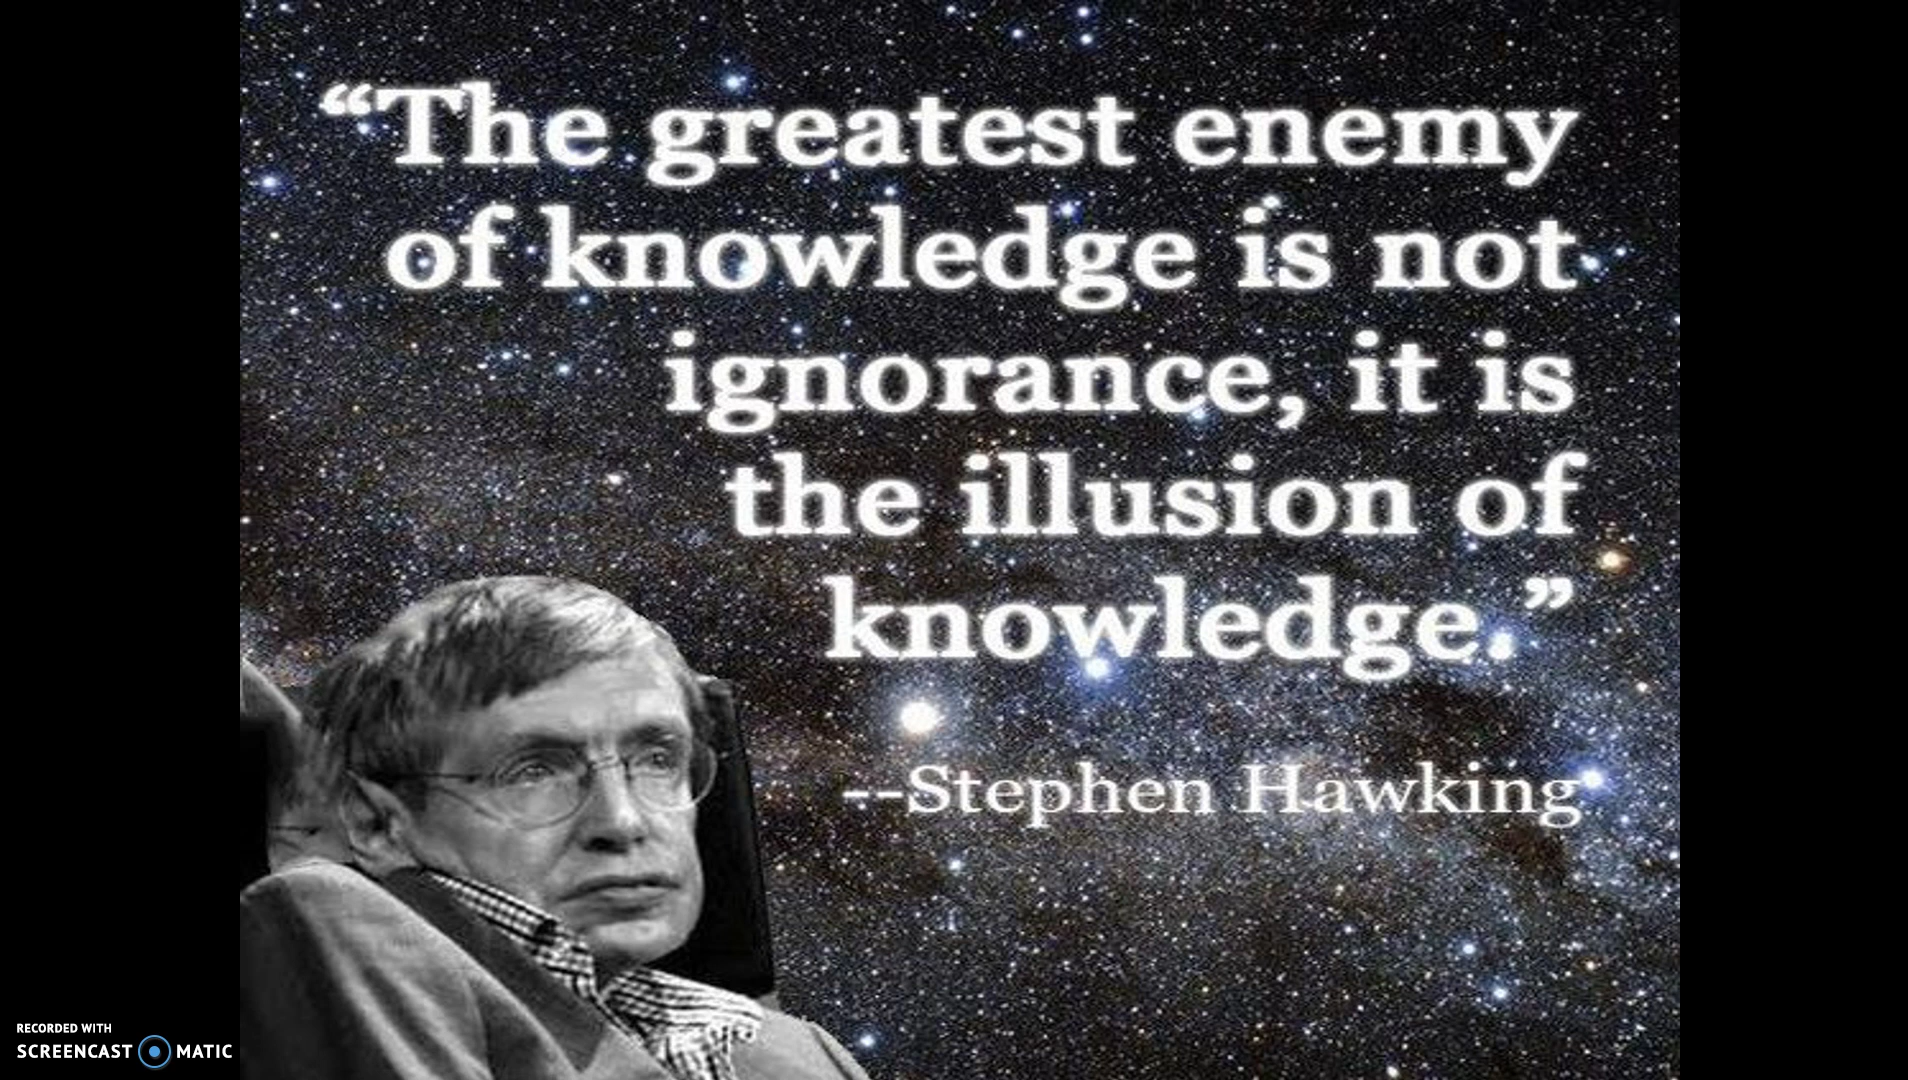 “The greatest enemy
of knowledge is not
ignorance, it is
the illusion of
knowledge.”
--Stephen Hawking
RECORDED WITH
SCREENCAST MATIC